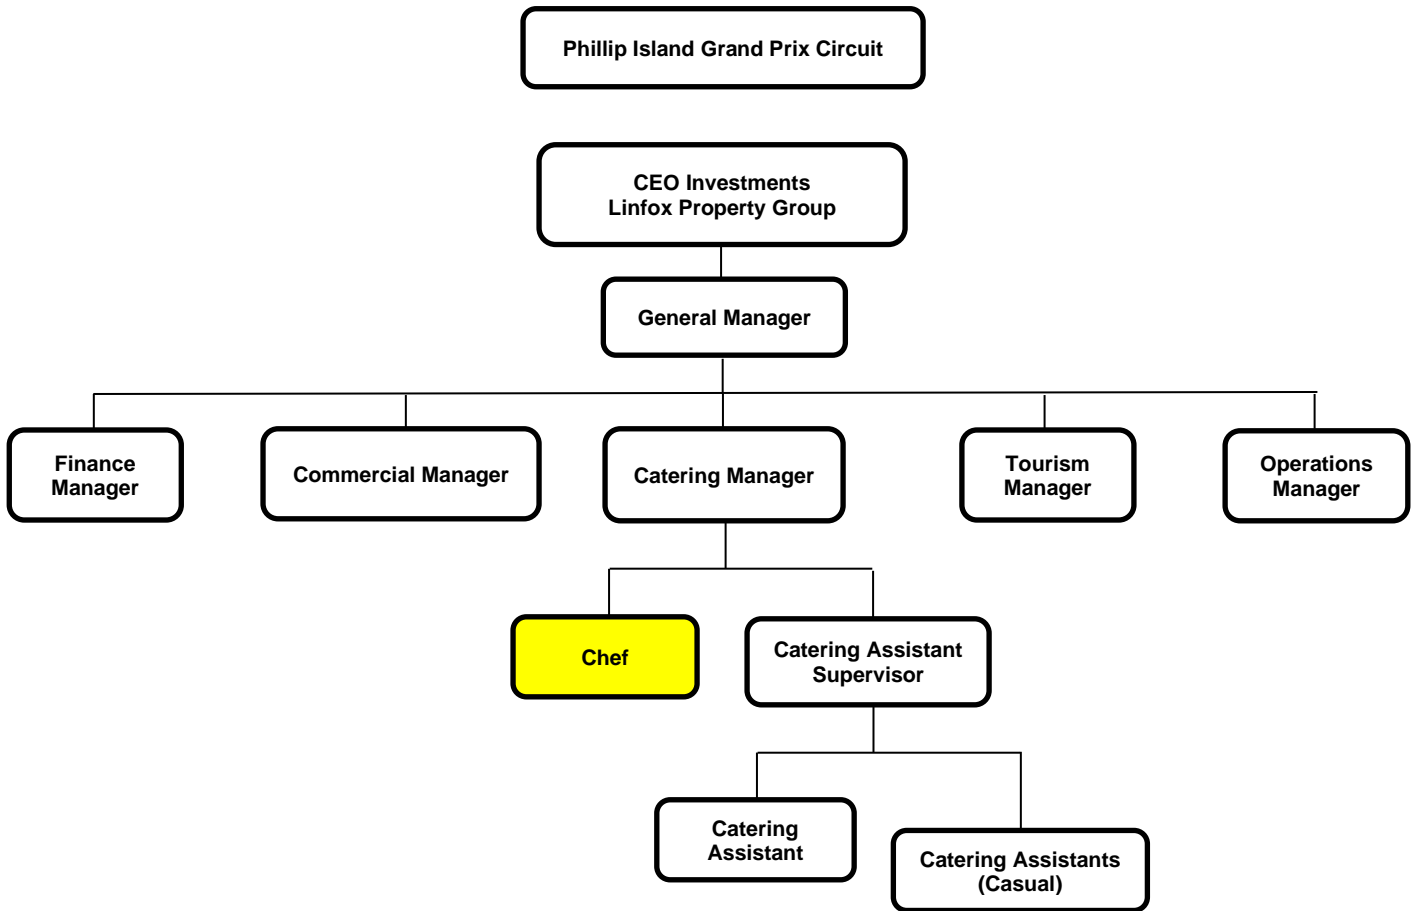 Phillip Island Grand Prix Circuit
CEO Investments
Linfox Property Group
General Manager
Finance
Manager
Commercial Manager
Catering Manager
Tourism
Manager
Operations
Manager
Chef
Catering Assistant
Supervisor
Catering
Assistant
Catering Assistants
(Casual)